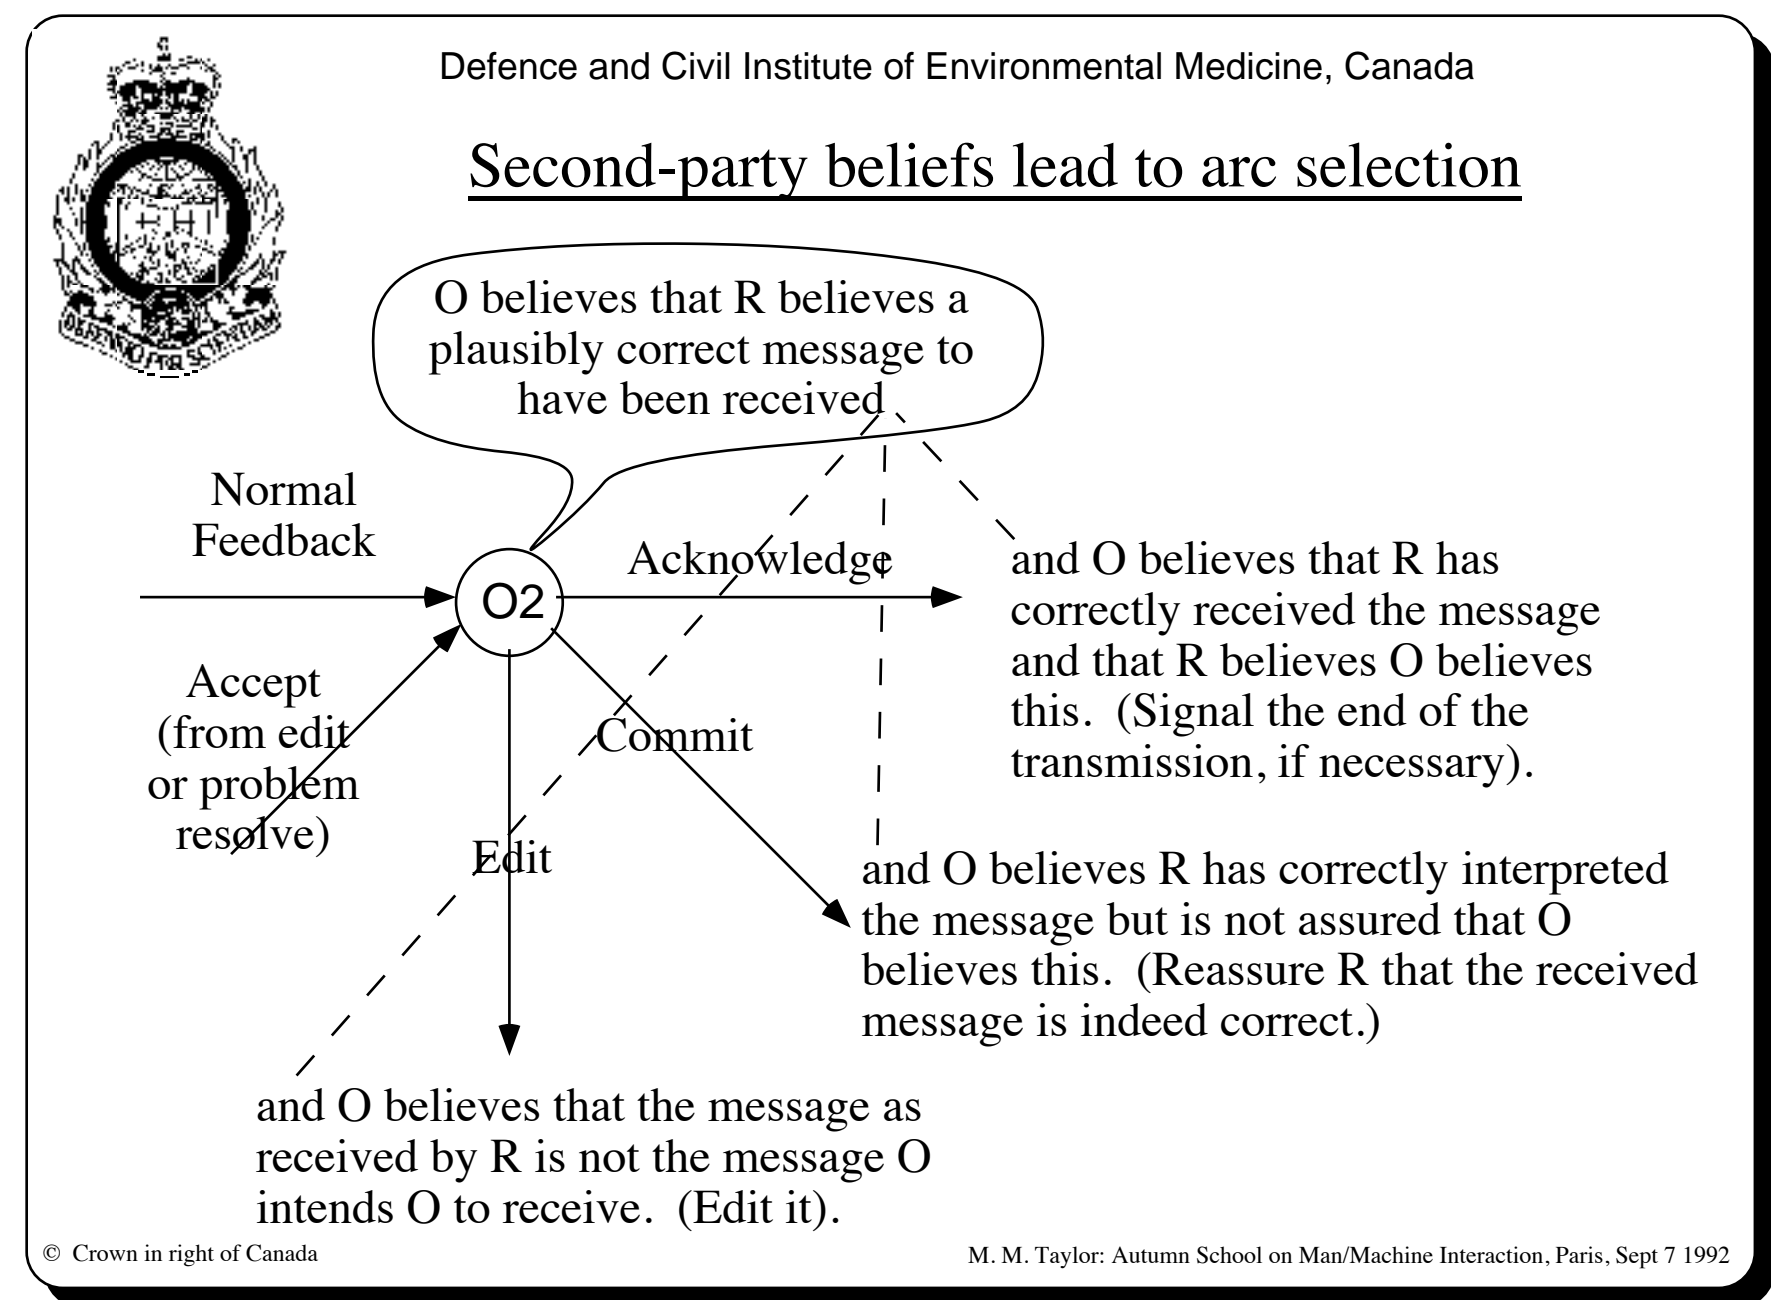 Defence and Civil Institute of Environmental Medicine, Canada
Second-party beliefs lead to arc selection
O believes that R believes a
plausibly correct message to
have been received
Normal
Feedback
O2
Acknowledge
Accept
(from edit
or problem
resolve)
Commit
Edit
and O believes that R has
correctly received the message
and that R believes O believes
this. (Signal the end of the
transmission, if necessary).
and O believes R has correctly interpreted
the message but is not assured that O
believes this. (Reassure R that the received
message is indeed correct.)
and O believes that the message as
received by R is not the message O
intends O to receive. (Edit it).
© Crown in right of Canada
M. M. Taylor: Autumn School on Man/Machine Interaction, Paris, Sept 7 1992